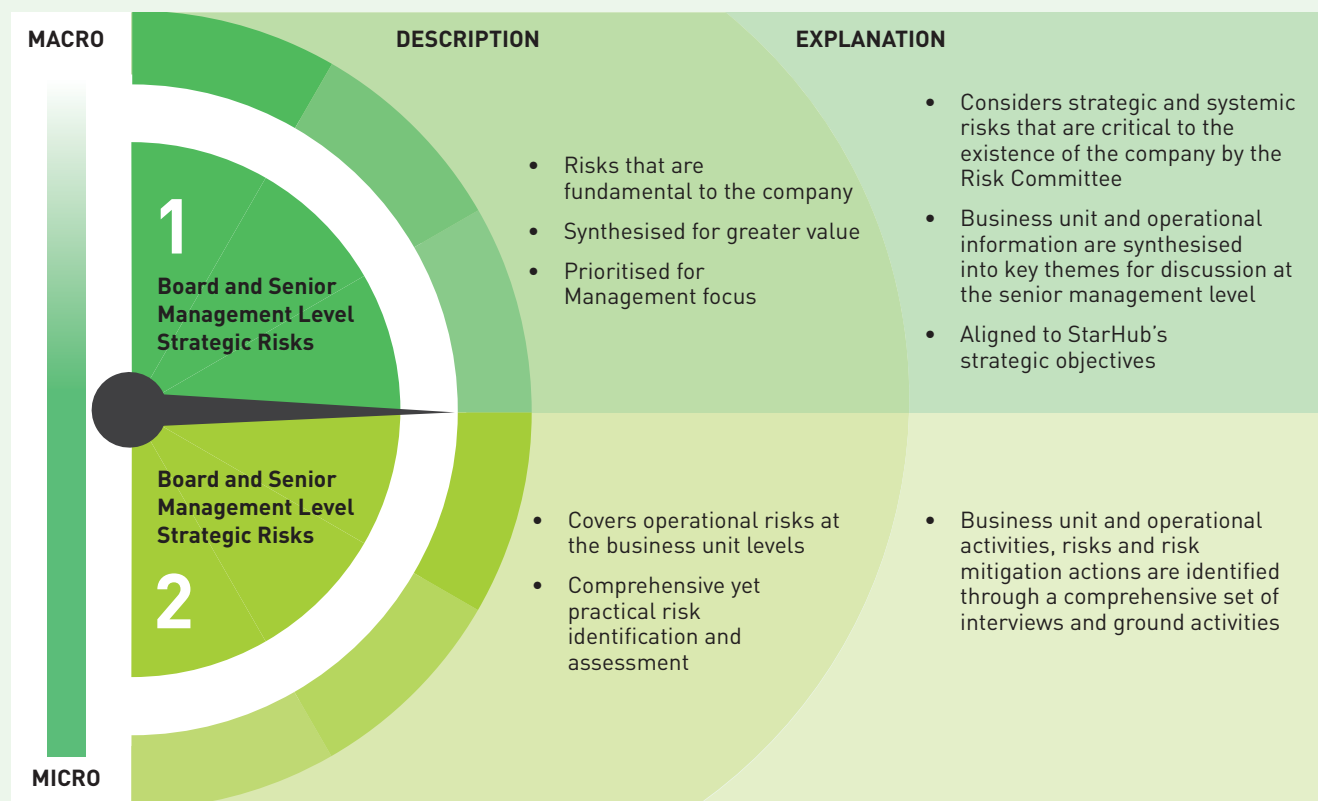 MACRO
DESCRIPTION
EXPLANATION
1
Board and Senior
Management Level
Strategic Risks
• Risks that are
fundamental to the company
• Synthesised for greater value
• Prioritised for
Management focus
• Considers strategic and systemic
risks that are critical to the
existence of the company by the
Risk Committee
• Business unit and operational
information are synthesised
into key themes for discussion at
the senior management level
• Aligned to StarHub’s
strategic objectives
Board and Senior
Management Level
Strategic Risks
2
• Covers operational risks at
the business unit levels
• Comprehensive yet
practical risk
identification and
assessment
• Business unit and operational
activities, risks and risk
mitigation actions are identified
through a comprehensive set of
interviews and ground activities
MICRO